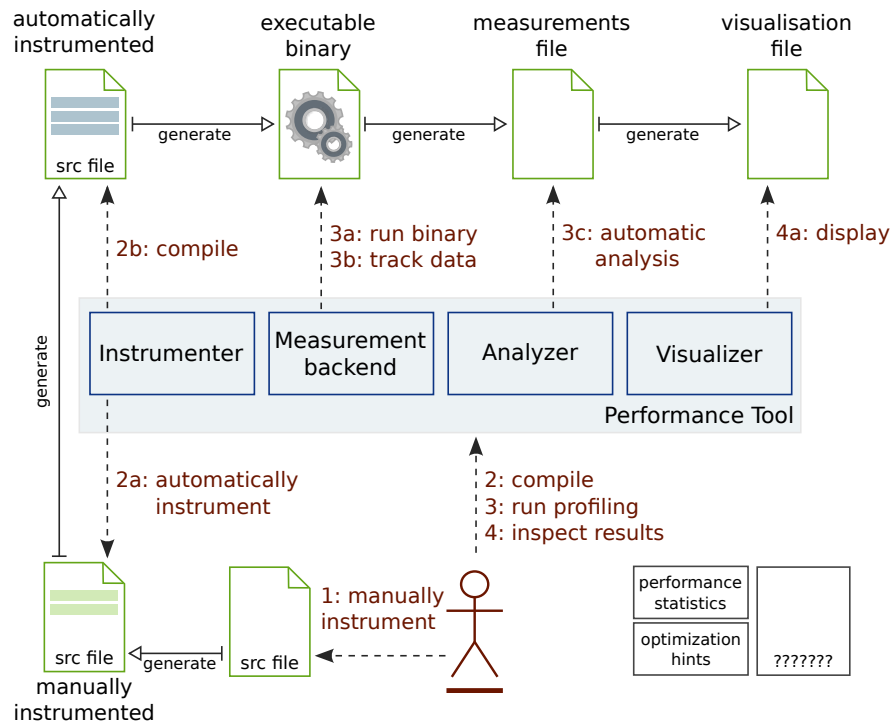 automatically
instrumented
executable
binary
measurements
file
visualisation
file
src file
generate
generate
generate
2b: compile
3a: run binary
3b: track data
3c: automatic
analysis
4a: display
generate
Instrumenter
Measurement
backend
Analyzer
Visualizer
Performance Tool
2a: automatically
instrument
2: compile
3: run profiling
4: inspect results
1: manually
instrument
src file
generate
src file
manually
instrumented
performance
statistics
optimization
hints
???????